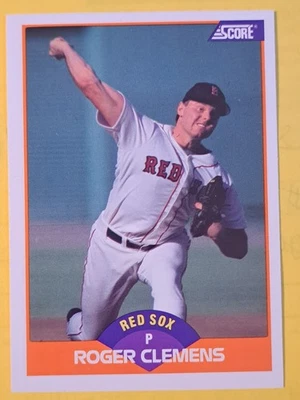 SCORE
B
RED
RED SOX
P
ROGER CLEMENS